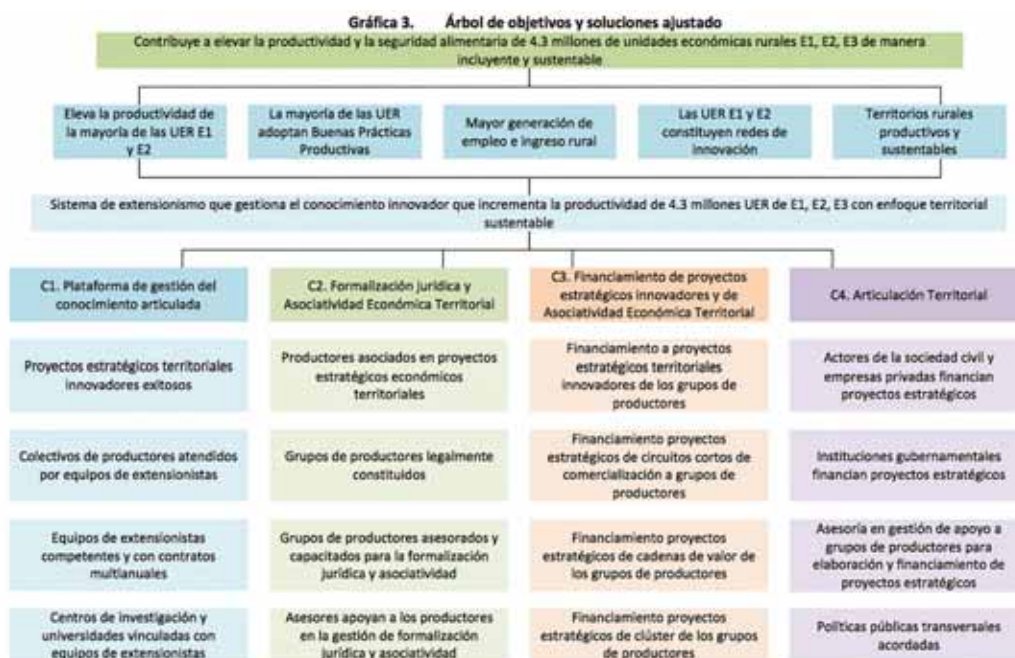 Gráfica 3. Árbol de objetivos y soluciones ajustado
Contribuye a elevar la productividad y la seguridad alimentaria de 4.3 millones de unidades económicas rurales E1, E2, E3 de manera
incluyente y sustentable
Eleva la productividad de
la mayoría de las UER E1
y E2
La mayoría de las UER
adoptan Buenas Prácticas
Productivas
Mayor generación de
empleo e ingreso rural
Las UER E1 y E2
constituyen redes de
innovación
Territorios rurales
productivos y
sustentables
Sistema de extensionismo que gestiona el conocimiento innovador que incrementa la productividad de 4.3 millones UER de E1, E2, E3 con enfoque territorial
sustentable
C1. Plataforma de gestión del
conocimiento articulada
C2. Formalización jurídica y
Asociatividad Económica Territorial
C3. Financiamiento de proyectos
estratégicos innovadores y de
Asociatividad Económica Territorial
C4. Articulación Territorial
Proyectos estratégicos territoriales
innovadores exitosos
Productores asociados en proyectos
estratégicos económicos
territoriales
Financiamiento a proyectos
estratégicos territoriales
innovadores de los grupos de
productores
Actores de la sociedad civil y
empresas privadas financian
proyectos estratégicos
Colectivos de productores atendidos
por equipos de extensionistas
Grupos de productores legalmente
constituidos
Financiamiento proyectos
estratégicos de circuitos cortos de
comercialización a grupos de
productores
Instituciones gubernamentales
financian proyectos estratégicos
Equipos de extensionistas
competentes y con contratos
multianuales
Grupos de productores asesorados y
capacitados para la formalización
jurídica y asociatividad
Financiamiento proyectos
estratégicos de cadenas de valor de
los grupos de productores
Asesoría en gestión de apoyo a
grupos de productores para
elaboración y financiamiento de
proyectos estratégicos
Centros de investigación y
universidades vinculadas con
equipos de extensionistas
Asesores apoyan a los productores
en la gestión de formalización
jurídica y asociatividad
Financiamiento proyectos
estratégicos de clúster de los grupos
de productores
Políticas públicas transversales
acordadas